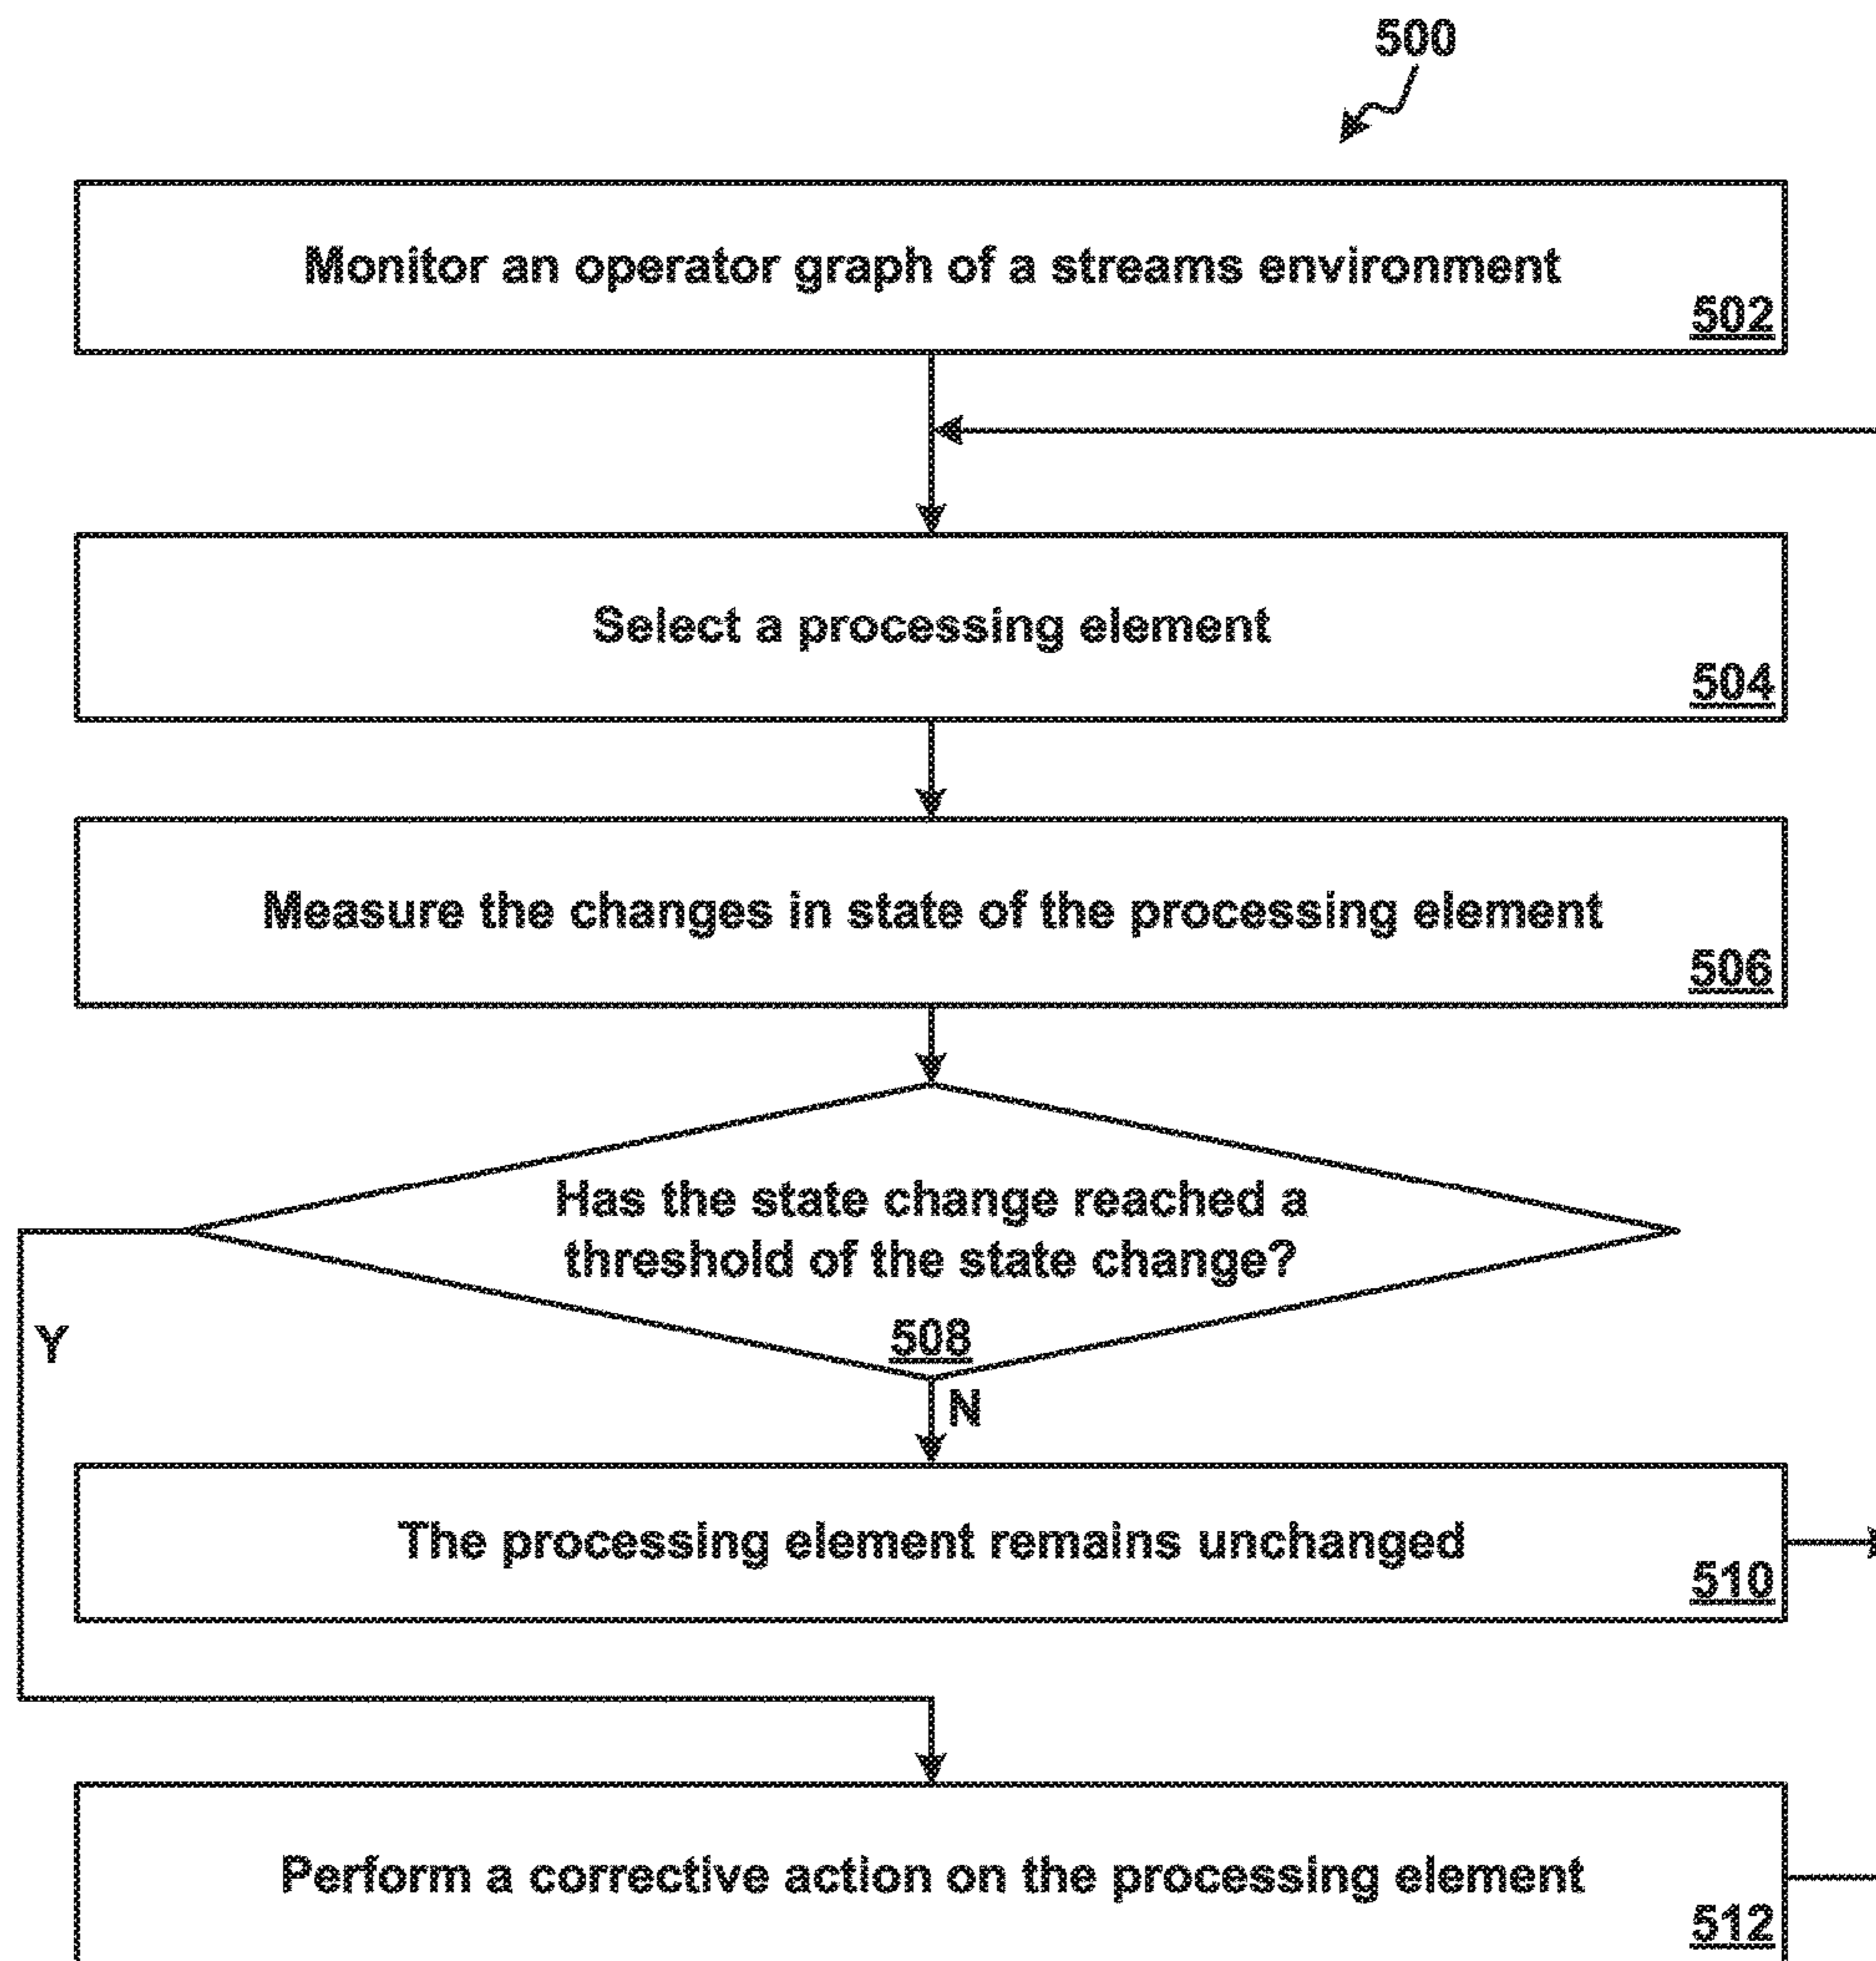 500
Monitor an operator graph of a streams environment
502
Select a processing element
504
Measure the changes in state of the processing element
506
Has the state change reached a
threshold of the state change?
508
Y
N
The processing element remains unchanged
510
Perform a corrective action on the processing element
512